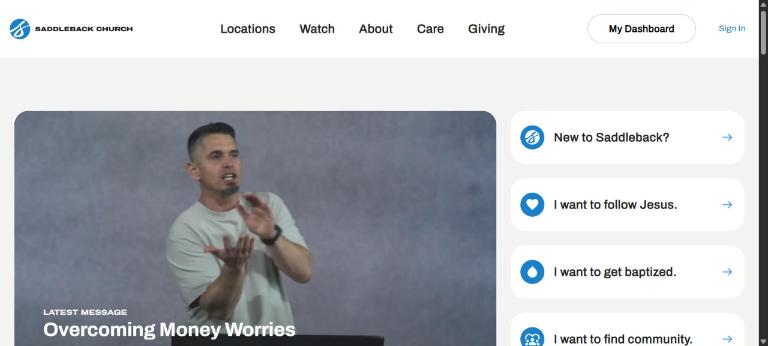 SADDLEBACK CHURCH
Locations Watch About Care Giving
My Dashboard
Sign In
LATEST MESSAGE
Overcoming Money Worries
New to Saddleback?
I want to follow Jesus.
I want to get baptized.
I want to find community.